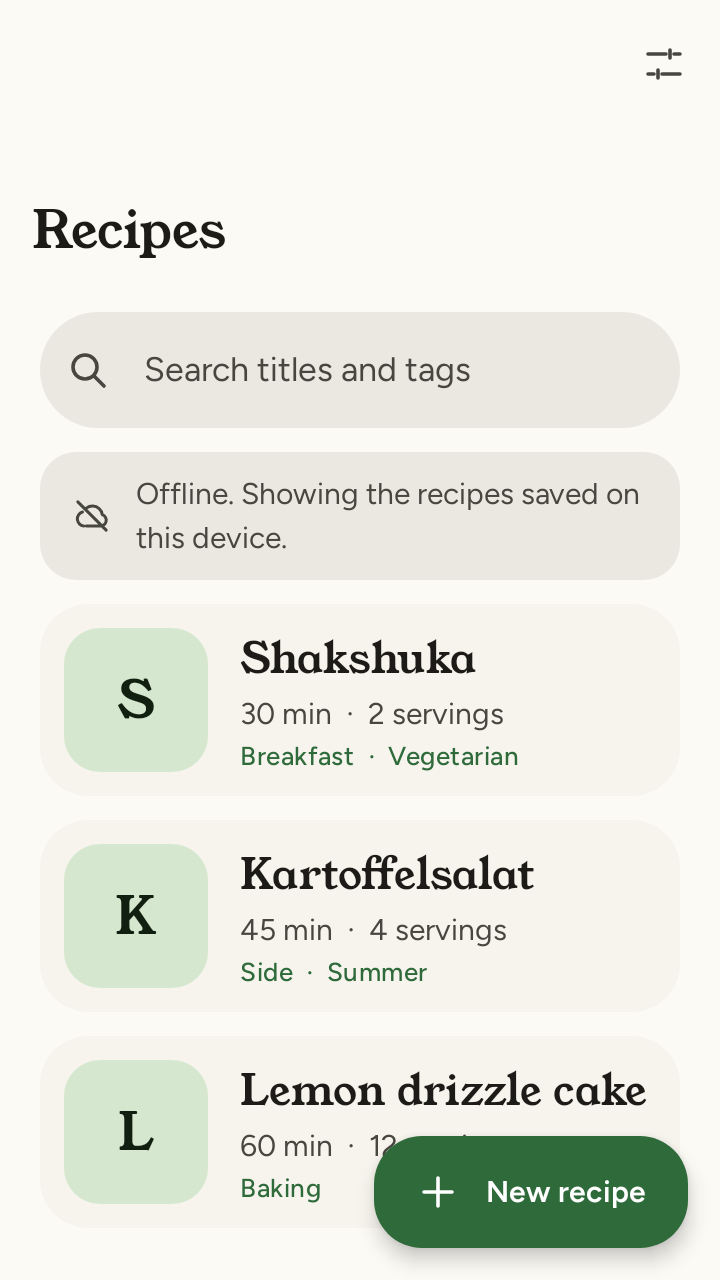 Recipes
Search titles and tags
Offline. Showing the recipes saved on
this device.
S
Shakshuka
30 min · 2 servings
Breakfast · Vegetarian
K
Kartoffelsalat
45 min · 4 servings
Side · Summer
L
Lemon drizzle cake
60 min · 12
Baking
New recipe